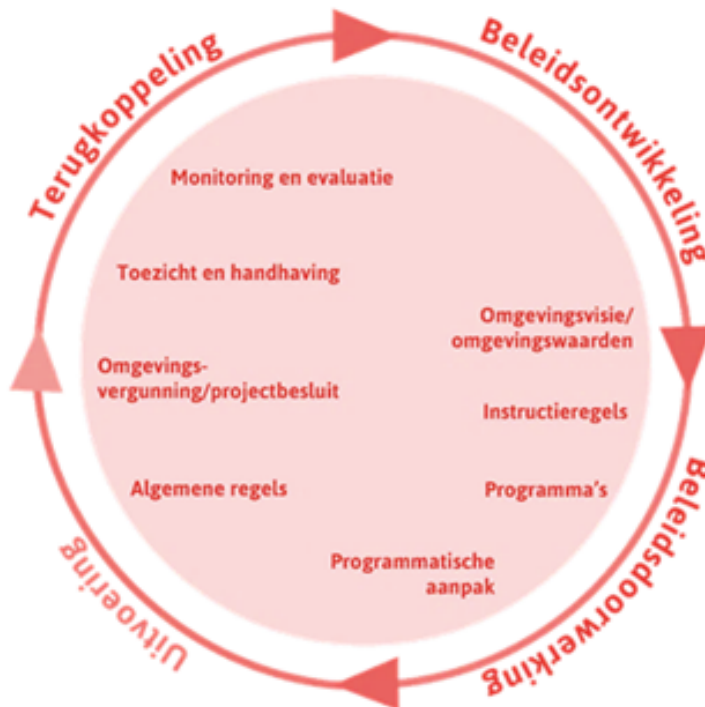 Terugkoppeling
Beleidsontwikkeling
Monitoring en evaluatie
Toezicht en handhaving
Omgevingsvisie/
omgevingswaarden
Omgevings-
vergunning/projectbesluit
Instructieregels
Algemene regels
Programma's
Programmatische
aanpak
Uitvoering
Beleidsdoorwerking